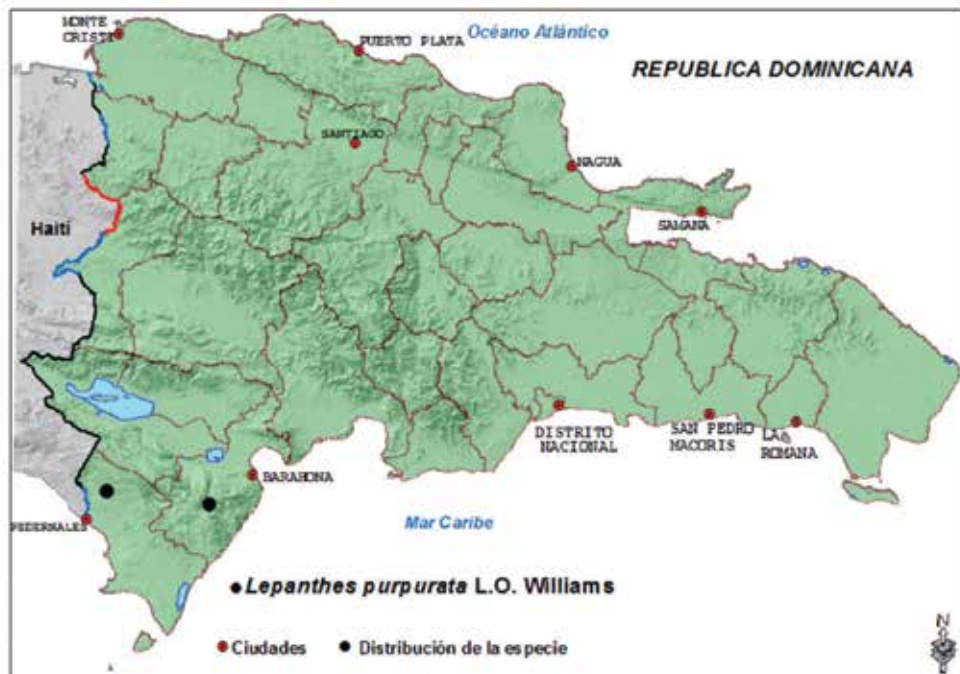 MONTE
CRISTI
PUERTO PLATA
Océano Atlántico
REPUBLICA DOMINICANA
SANTIAGO
NAGUA
SAMANA
Haití
DISTRITO
NACIONAL
SAN PEDRO
MACORIS
LA
ROMANA
BARAHONA
PEDERNALES
Mar Caribe
Lepanthes purpurata L.O. Williams
Ciudades
Distribución de la especie
N